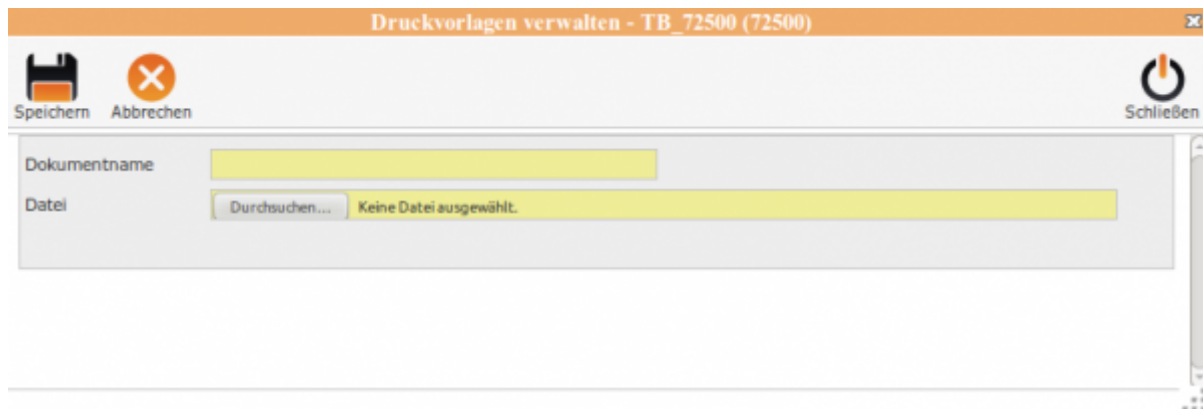 Druckvorlagen verwalten - TB_72500 (72500)
Speichern Abbrechen Schließen
Dokumentname
Datei Durchsuchen... Keine Datei ausgewählt.